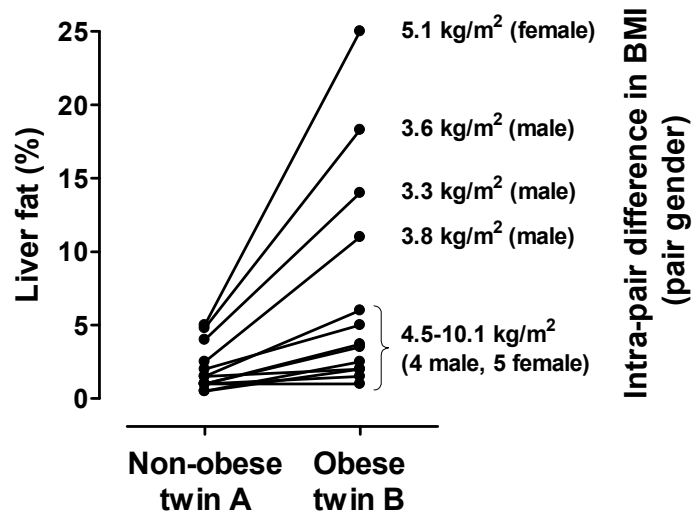 25
20
15
10
5
0
Liver fat (%)
5.1 kg/m² (female)
3.6 kg/m² (male)
3.3 kg/m² (male)
3.8 kg/m² (male)
4.5-10.1 kg/m²
(4 male, 5 female)
Intra-pair difference in BMI
(pair gender)
Non-obese
twin A
Obese
twin B